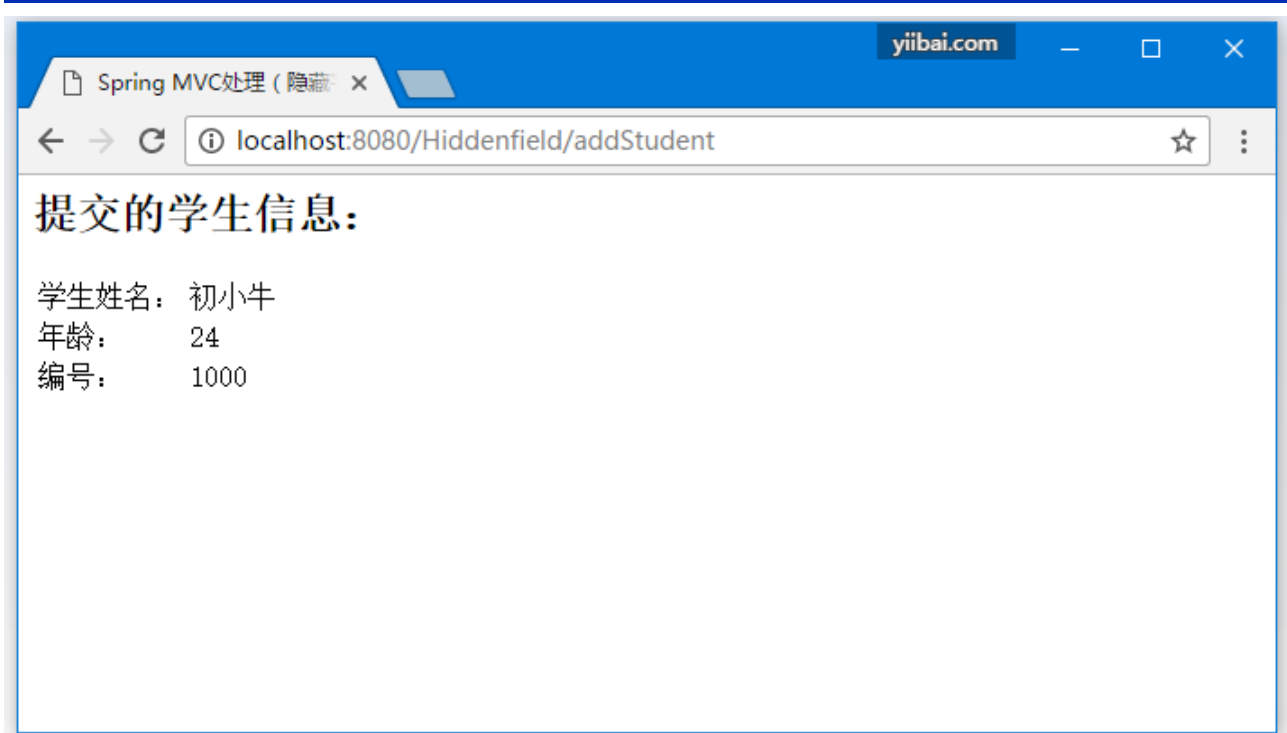 yiibai.com
Spring MVC处理 ( 隐藏
localhost:8080/Hiddenfield/addStudent
提交的学生信息：
学生姓名： 初小牛
年龄： 24
编号： 1000